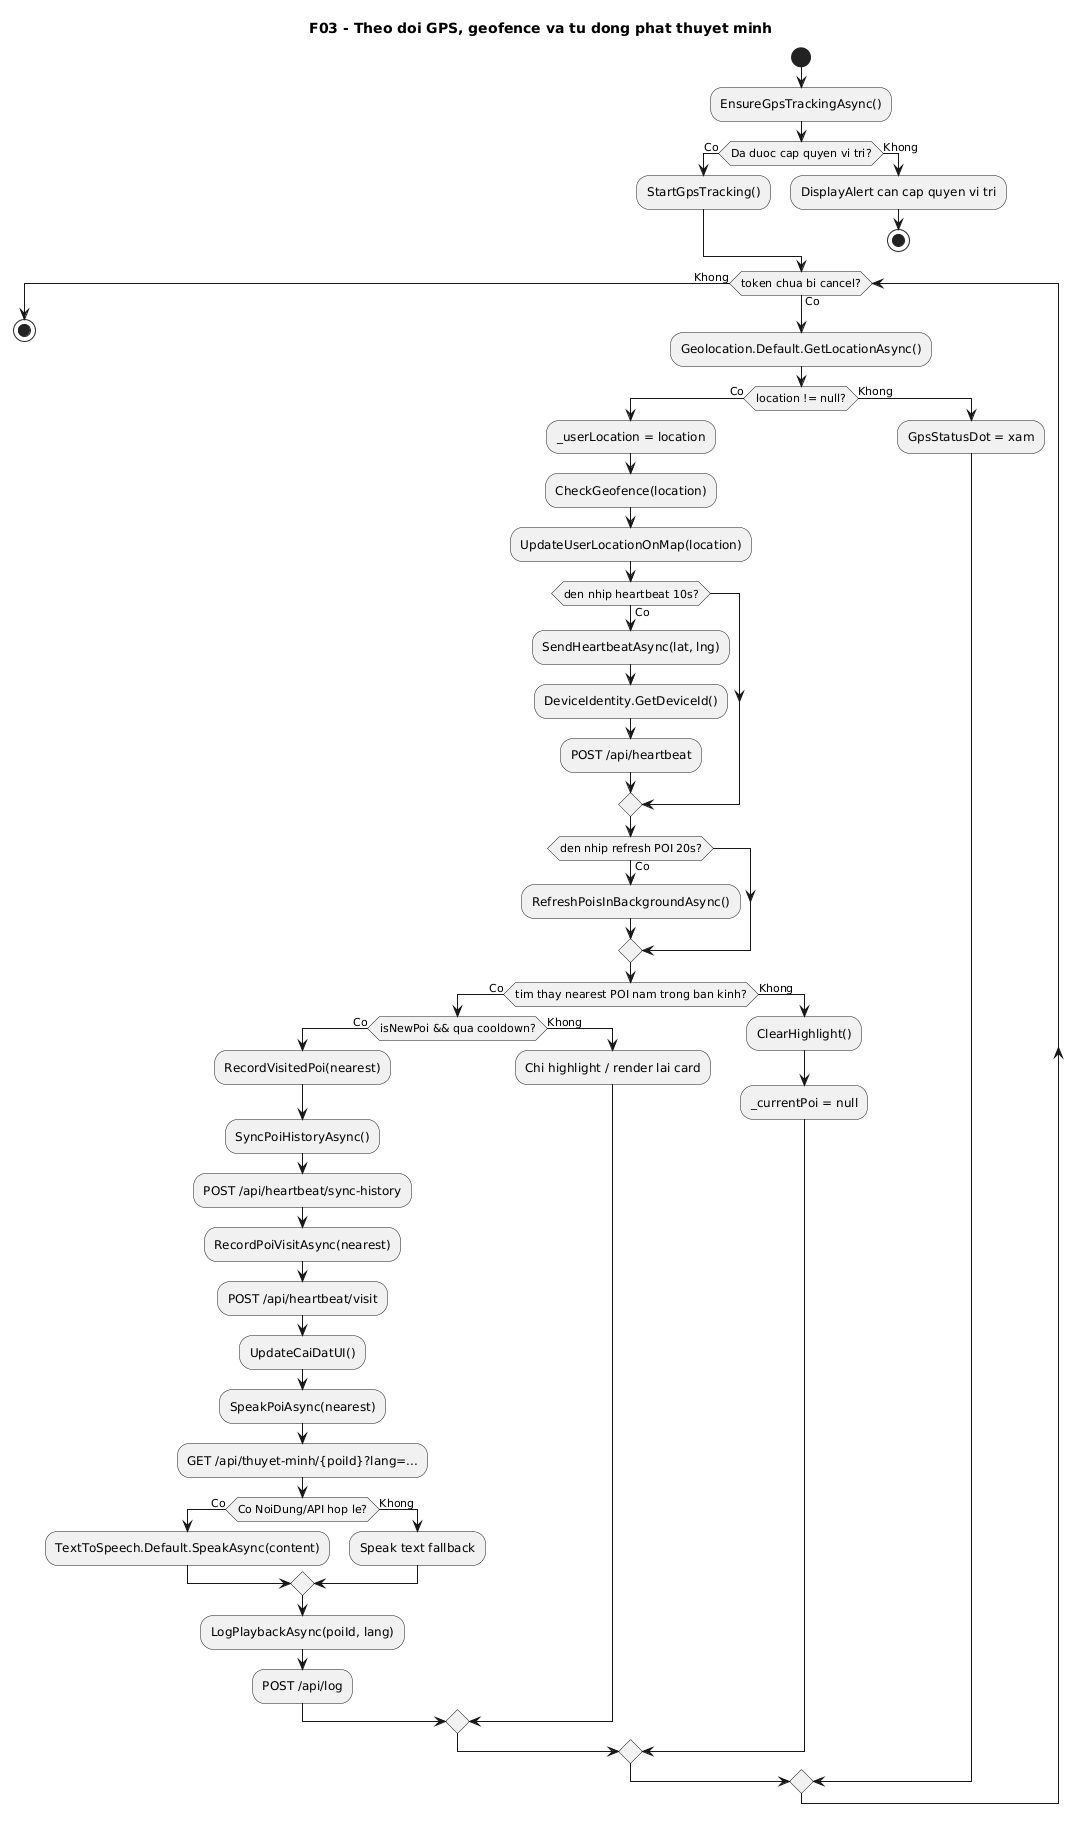 F03 - Theo doi GPS, geofence va tu dong phat thuyet minh
EnsureGpsTrackingAsync()
Co
Da duoc cap quyen vi tri?
Khong
StartGpsTracking()
DisplayAlert can cap quyen vi tri
Khong
token chua bi cancel?
Co
Geolocation.Default.GetLocationAsync()
Co
location != null?
Khong
_userLocation = location
GpsStatusDot = xam
CheckGeofence(location)
UpdateUserLocationOnMap(location)
den nhip heartbeat 10s?
Co
SendHeartbeatAsync(lat, lng)
DeviceIdentity.GetDeviceId()
POST /api/heartbeat
den nhip refresh POI 20s?
Co
RefreshPoisInBackgroundAsync()
Co
tim thay nearest POI nam trong ban kinh?
Khong
Co
isNewPoi && qua cooldown?
Khong
ClearHighlight()
RecordVisitedPoi(nearest)
Chi highlight / render lai card
_currentPoi = null
SyncPoiHistoryAsync()
POST /api/heartbeat/sync-history
RecordPoiVisitAsync(nearest)
POST /api/heartbeat/visit
UpdateCaiDatUI()
SpeakPoiAsync(nearest)
GET /api/thuyet-minh/{poiId}?lang=...
Co
Co NoiDung/API hop le?
Khong
TextToSpeech.Default.SpeakAsync(content)
Speak text fallback
LogPlaybackAsync(poiId, lang)
POST /api/log